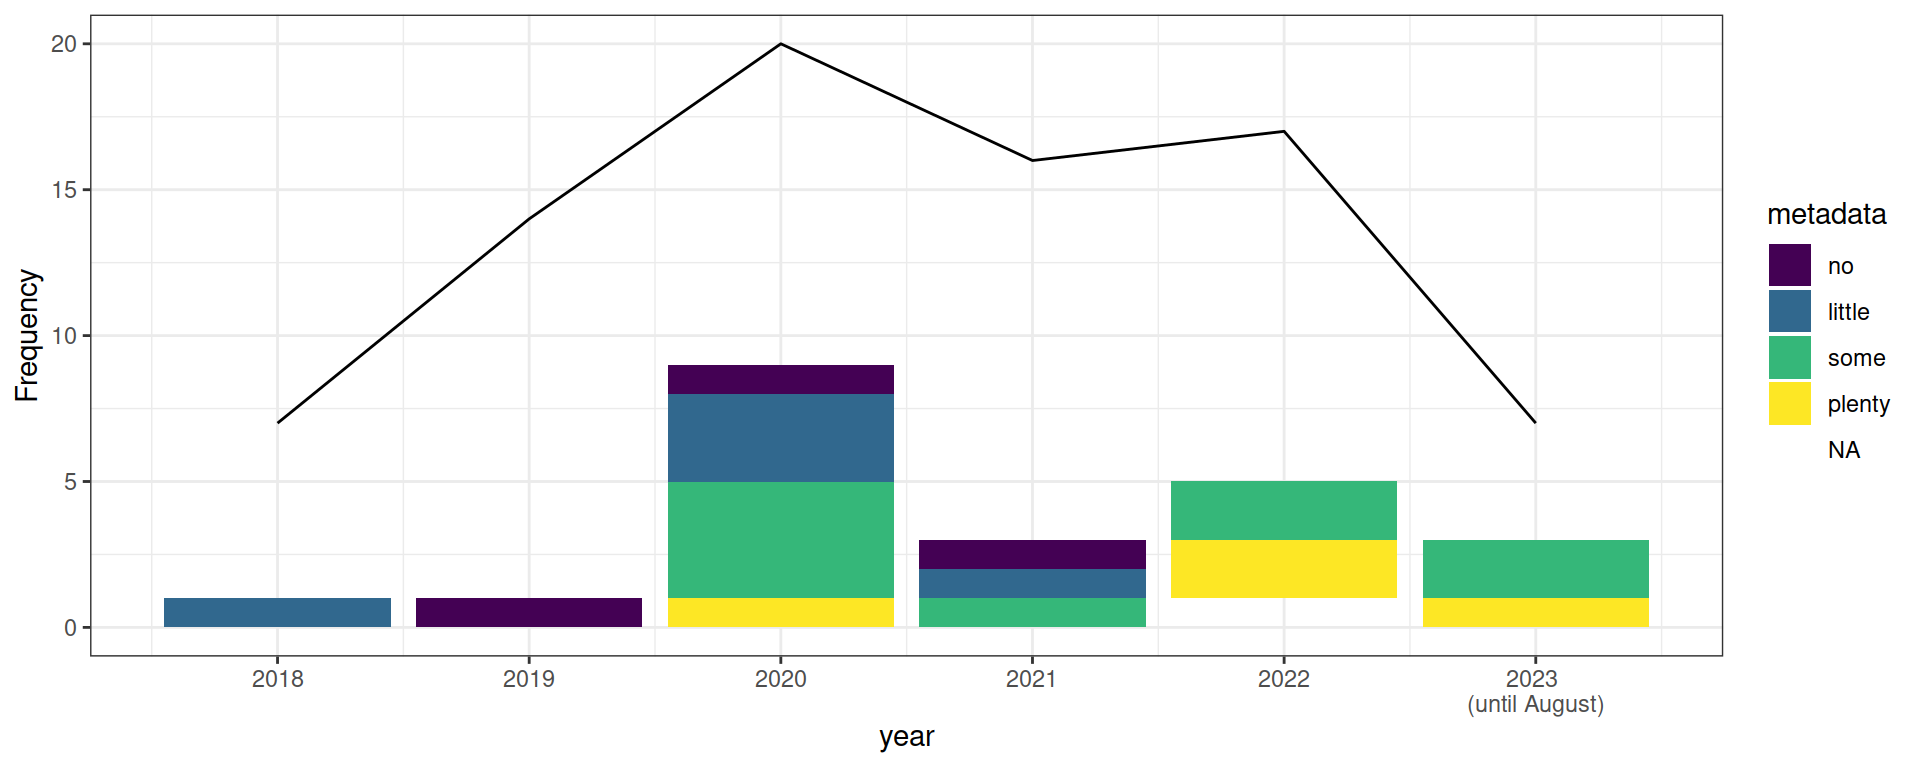 20
15
10
5
0
Frequency
2018
2019
2020
2021
2022
2023
(until August)
year
metadata
no
little
some
plenty
NA